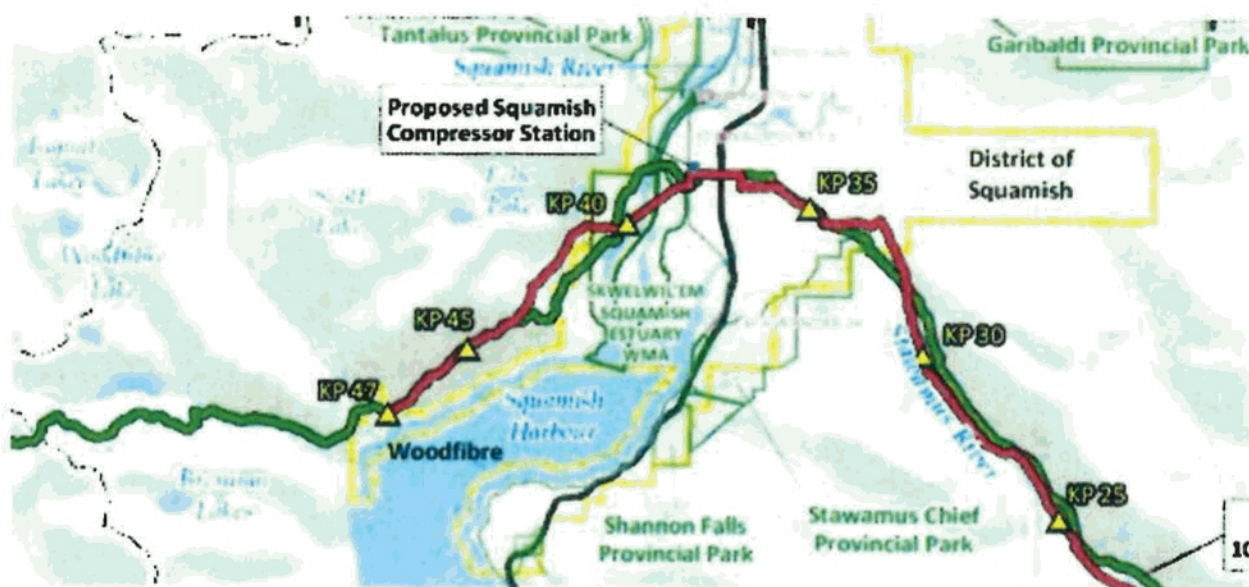 Tantalus Provincial Park
Squamish River
Garibaldi Provincial Park
Proposed Squamish
Compressor Station
District of
Squamish
KP 35
KP 40
SKWELWIL'EM
SQUAMISH
ESTUARY
WMA
KP 45
KP 30
KP 47
Squamish
Harbour
Woodfibre
Stawamus River
KP 25
Shannon Falls
Provincial Park
Stawamus Chief
Provincial Park
10